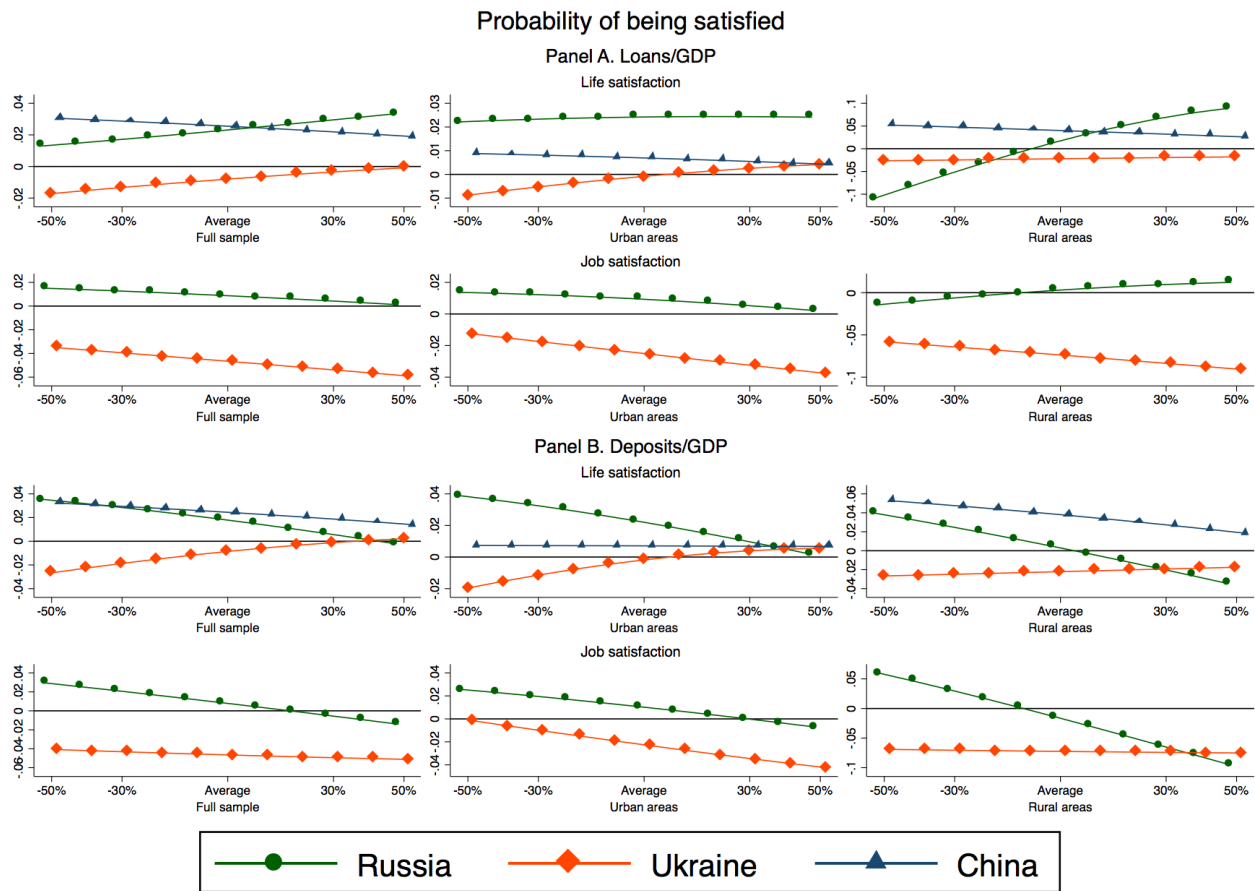 Probability of being satisfied
Panel A. Loans/GDP
Life satisfaction
.04
.02
0
-.02
-50%
-30%
Average
30%
50%
Full sample
.03
.02
.01
0
-.01
-50%
-30%
Average
30%
50%
Urban areas
.1
.05
0
-.05
-.1
-50%
-30%
Average
30%
50%
Rural areas
Job satisfaction
.02
0
-.06 -.04 -.02
-50%
-30%
Average
30%
50%
Full sample
.02
0
-.02
-.04
-50%
-30%
Average
30%
50%
Urban areas
0
-.05
-.1
-50%
-30%
Average
30%
50%
Rural areas
Panel B. Deposits/GDP
Life satisfaction
.04
.02
0
-.04 -.02
-50%
-30%
Average
30%
50%
Full sample
.04
.02
0
-.02
-50%
-30%
Average
30%
50%
Urban areas
-.04 -.02 0 .02 .04 .06
-50%
-30%
Average
30%
50%
Rural areas
Job satisfaction
-.06 -.04 -.02 0 .02 .04
-50%
-30%
Average
30%
50%
Full sample
.04
.02
0
-.02
-.04
-50%
-30%
Average
30%
50%
Urban areas
.05
0
-.05
-.1
-50%
-30%
Average
30%
50%
Rural areas
Russia
Ukraine
China